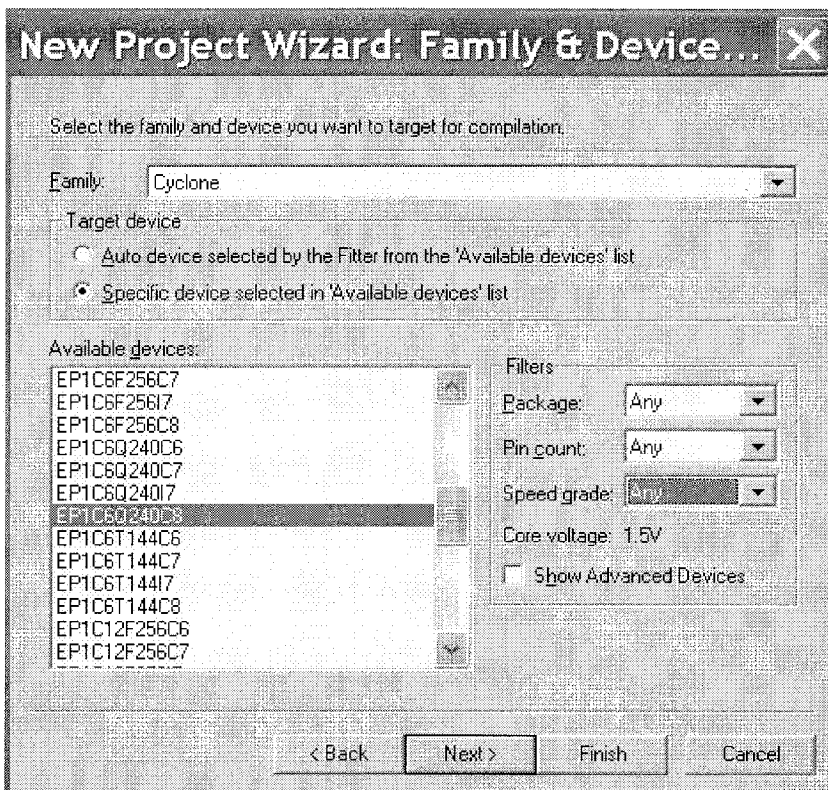 New Project Wizard: Family & Device...
Select the family and device you want to target for compilation.
Family: Cyclone
Target device
Auto device selected by the Fitter from the 'Available devices' list
Specific device selected in 'Available devices' list
Available devices:
EP1C6F256C7
EP1C6F256I7
EP1C6F256C8
EP1C6Q240C6
EP1C6Q240C7
EP1C6Q240I7
EP1C6Q240C8
EP1C6T144C6
EP1C6T144C7
EP1C6T144I7
EP1C6T144C8
EP1C12F256C6
EP1C12F256C7
Filters
Package: Any
Pin count: Any
Speed grade: Any
Core voltage: 1.5V
Show Advanced Devices
< Back Next > Finish Cancel